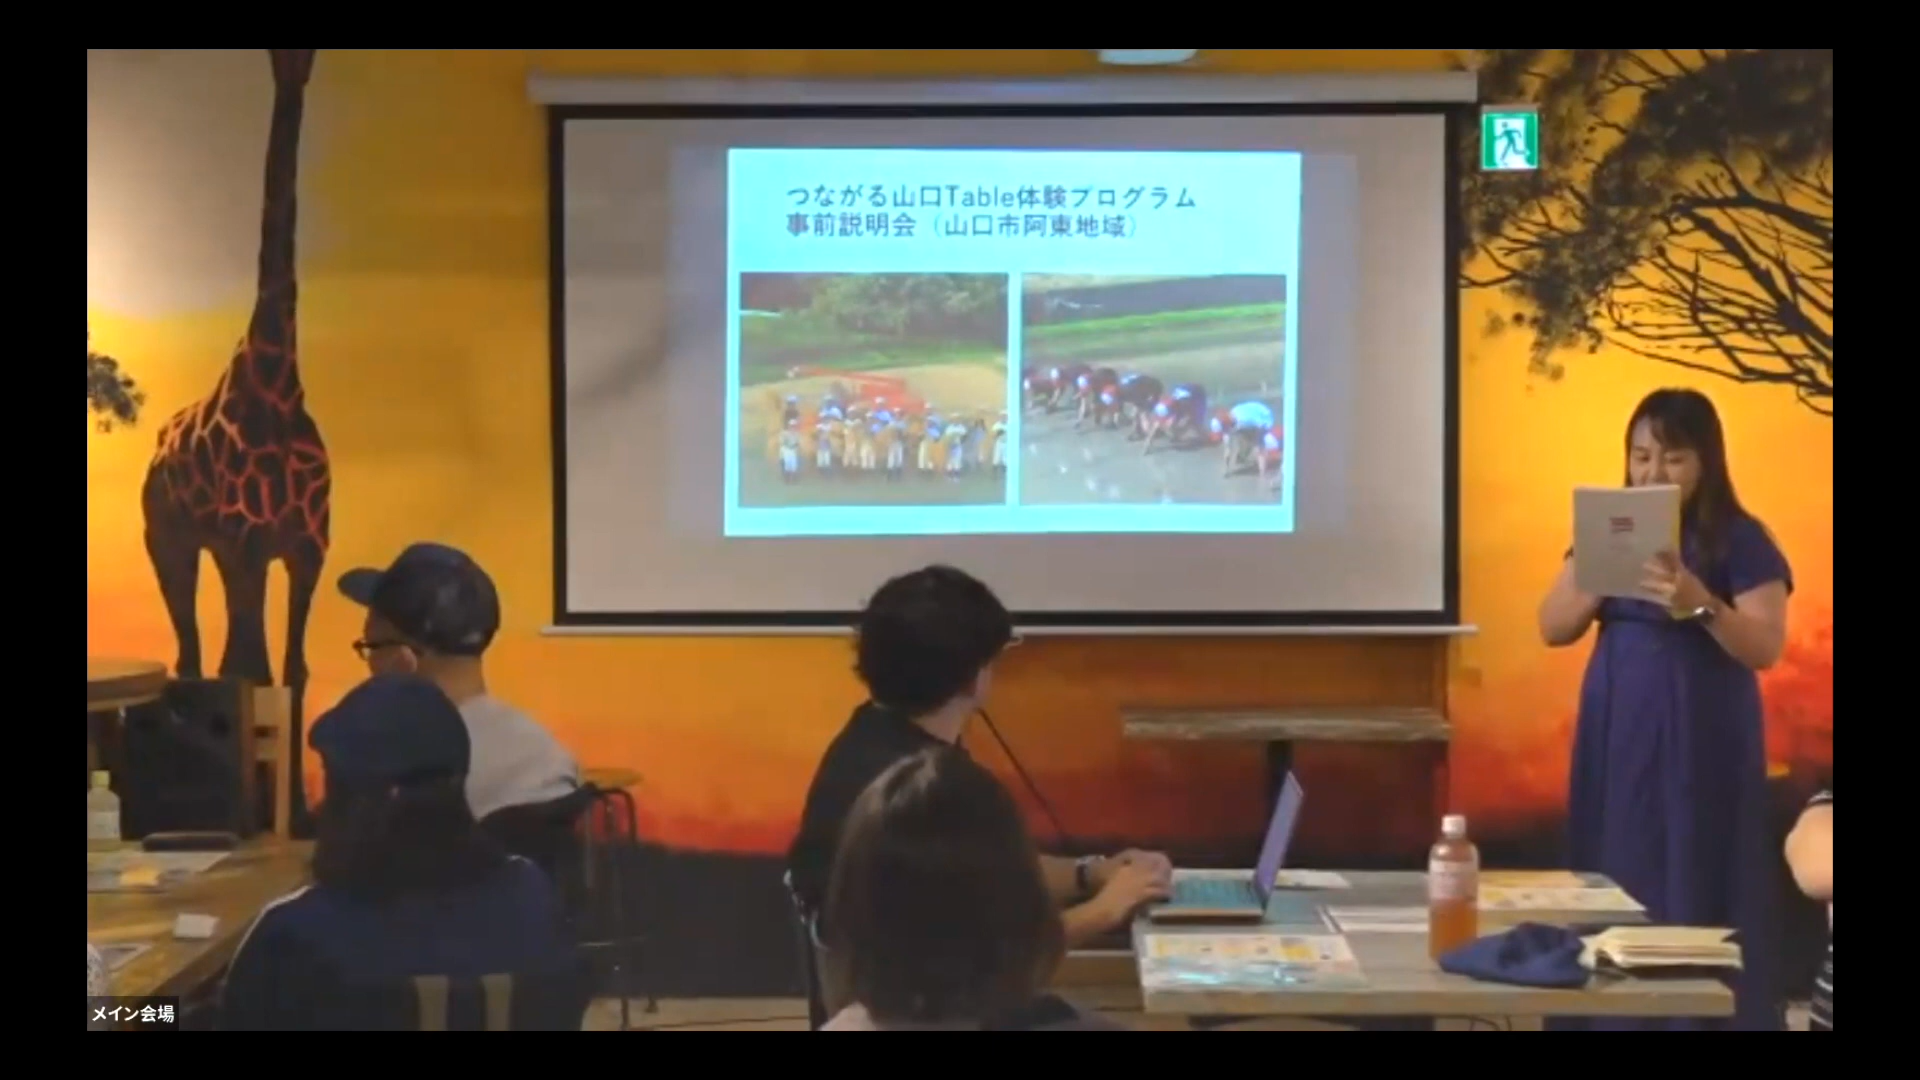 つながる山口Table体験プログラム
事前説明会（山口市阿東地域）
メイン会場